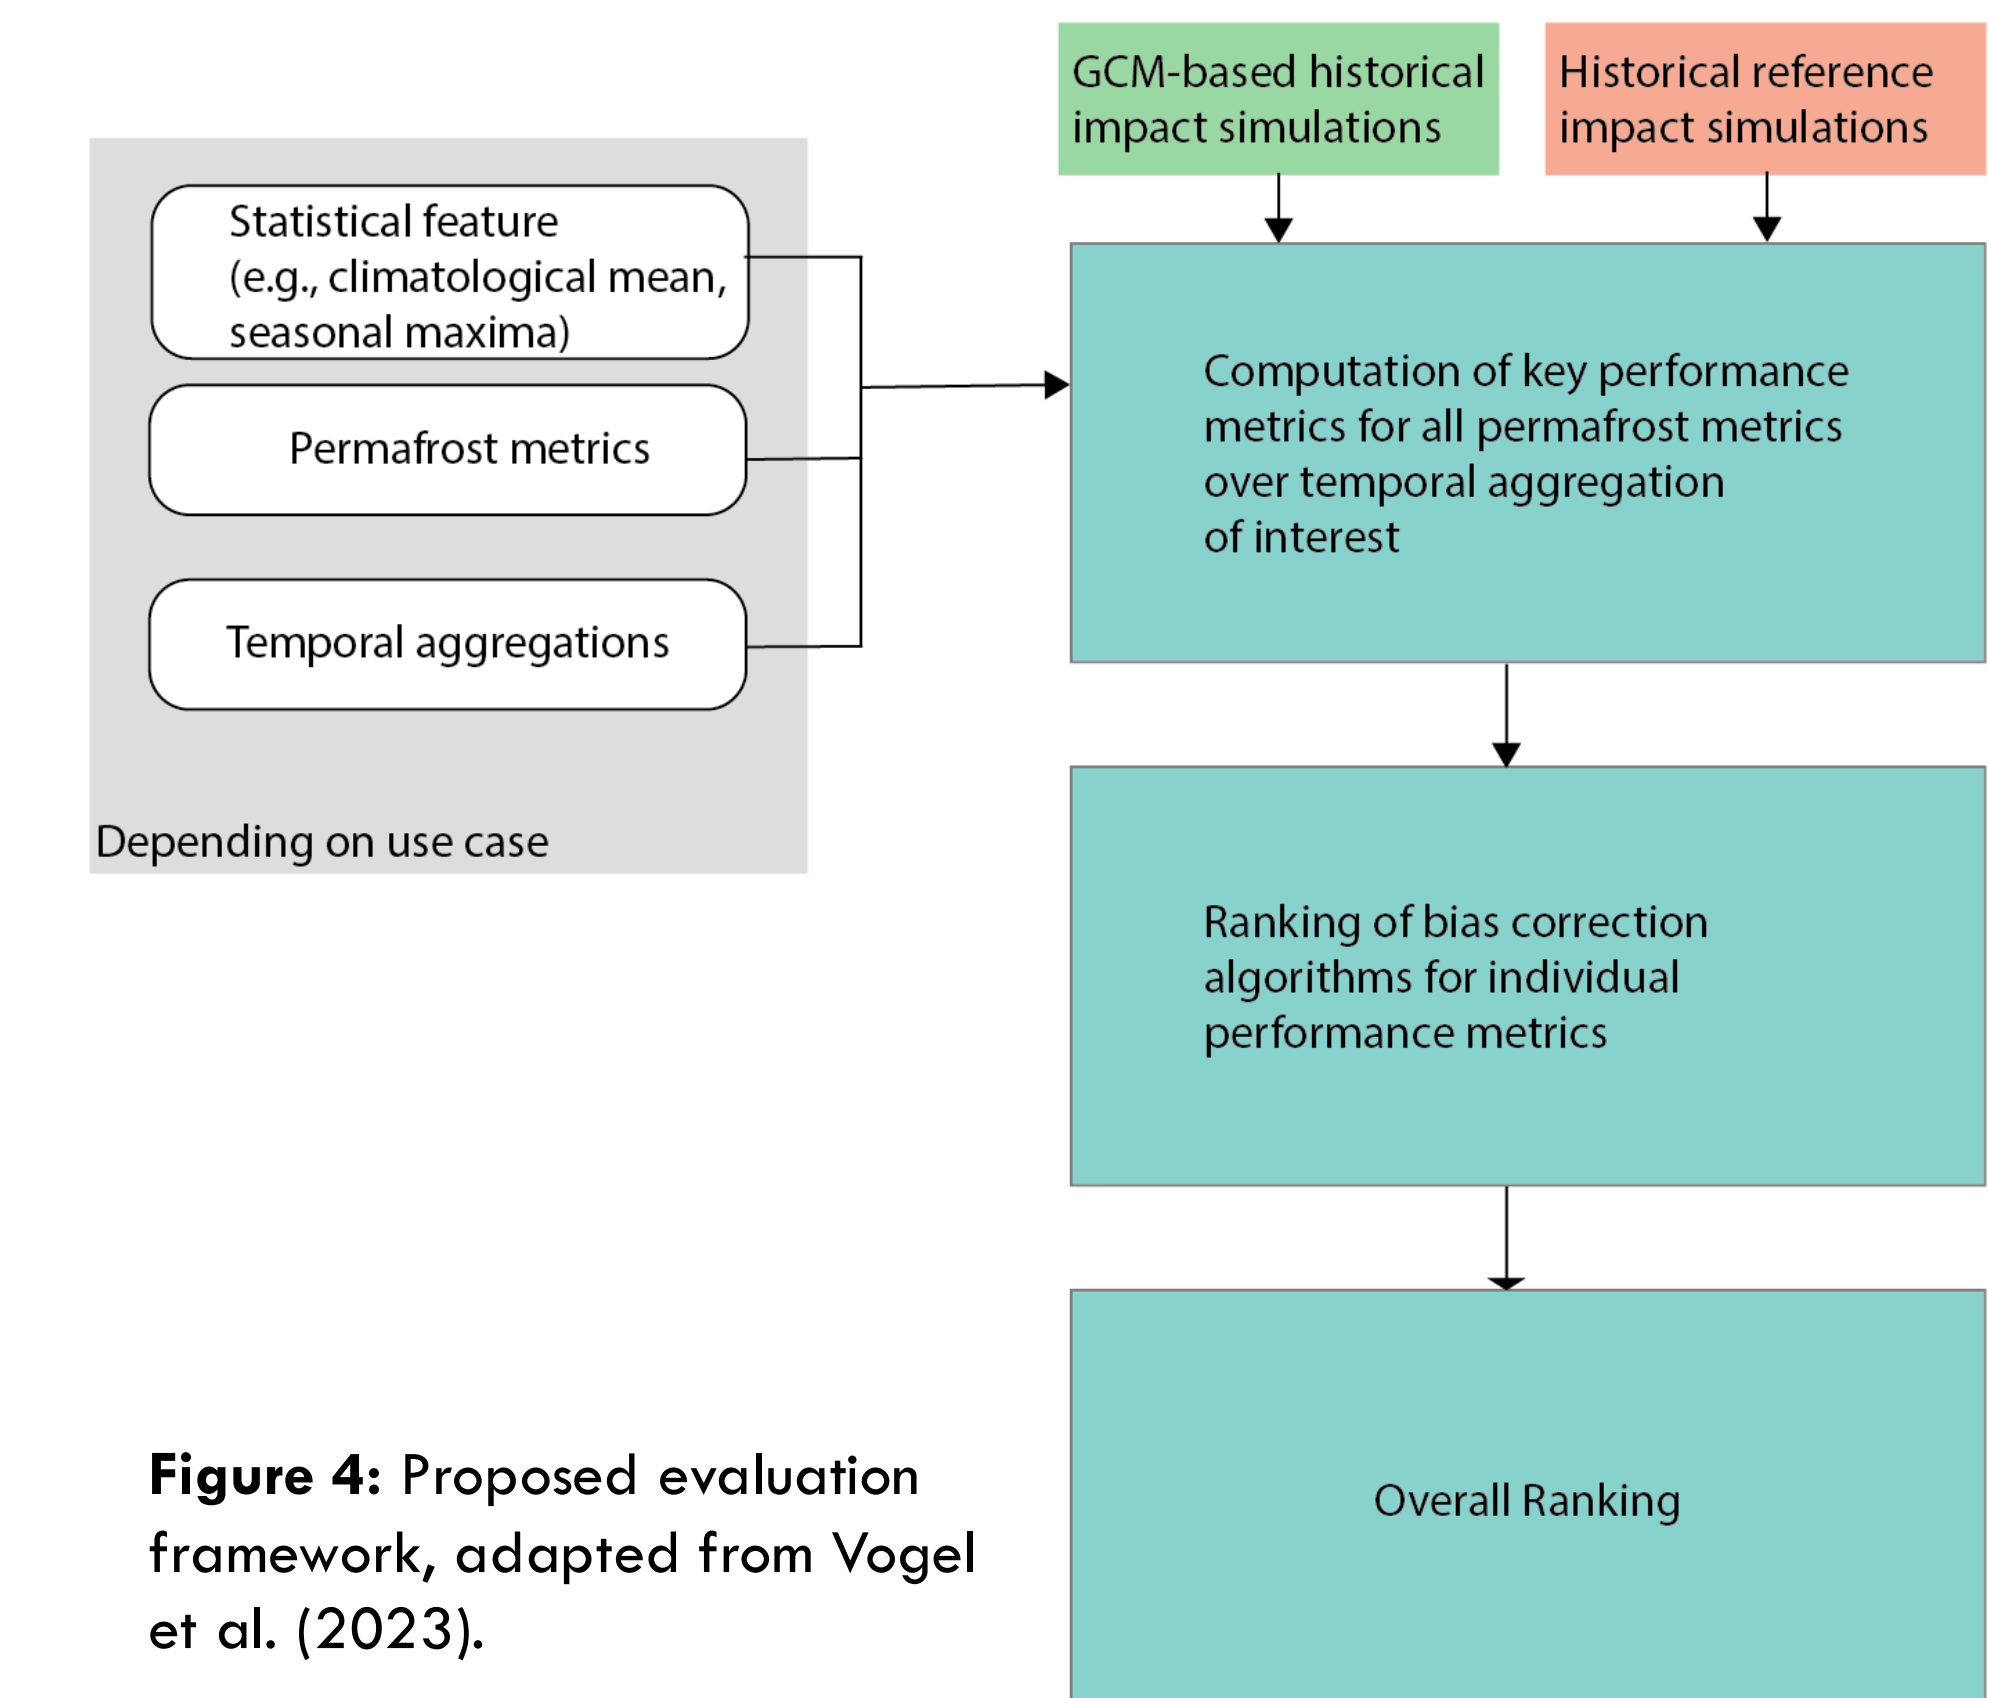 GCM-based historical
impact simulations
Historical reference
impact simulations
Statistical feature
(e.g., climatological mean,
seasonal maxima)
Permafrost metrics
Temporal aggregations
Depending on use case
Computation of key performance
metrics for all permafrost metrics
over temporal aggregation
of interest
Ranking of bias correction
algorithms for individual
performance metrics
Overall Ranking
Figure 4: Proposed evaluation
framework, adapted from Vogel
et al. (2023).